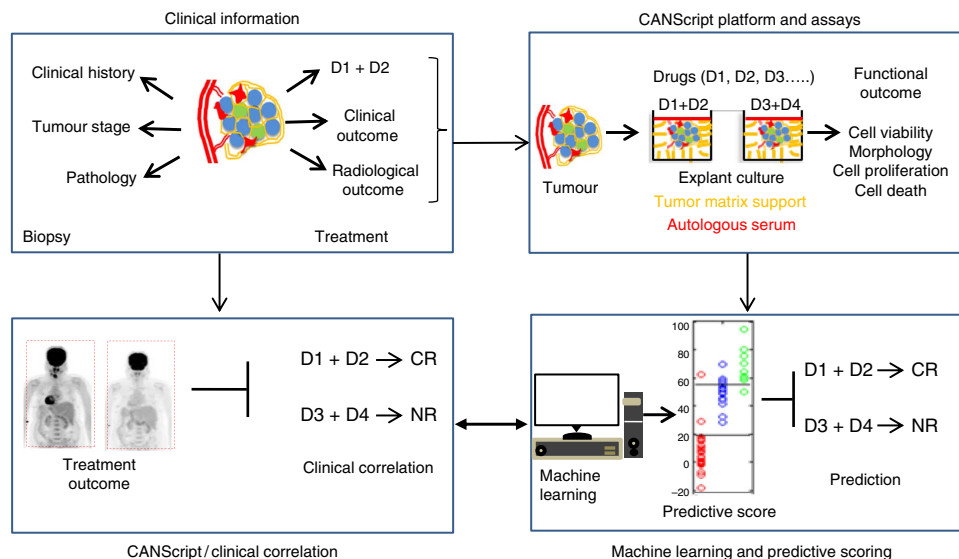 Clinical information
Clinical history
Tumour stage
Pathology
D1 + D2
Clinical
outcome
Radiological
outcome
Biopsy
Treatment
CANScript platform and assays
Drugs (D1, D2, D3.....)
D1+D2
D3+D4
Functional
outcome
Cell viability
Morphology
Cell proliferation
Cell death
Tumour
Explant culture
Tumor matrix support
Autologous serum
D1 + D2 → CR
D3 + D4 → NR
Treatment
outcome
Clinical correlation
CANScript / clinical correlation
Machine
learning
100
80
60
50
40
20
0
−20
Predictive score
D1 + D2 → CR
D3 + D4 → NR
Prediction
Machine learning and predictive scoring